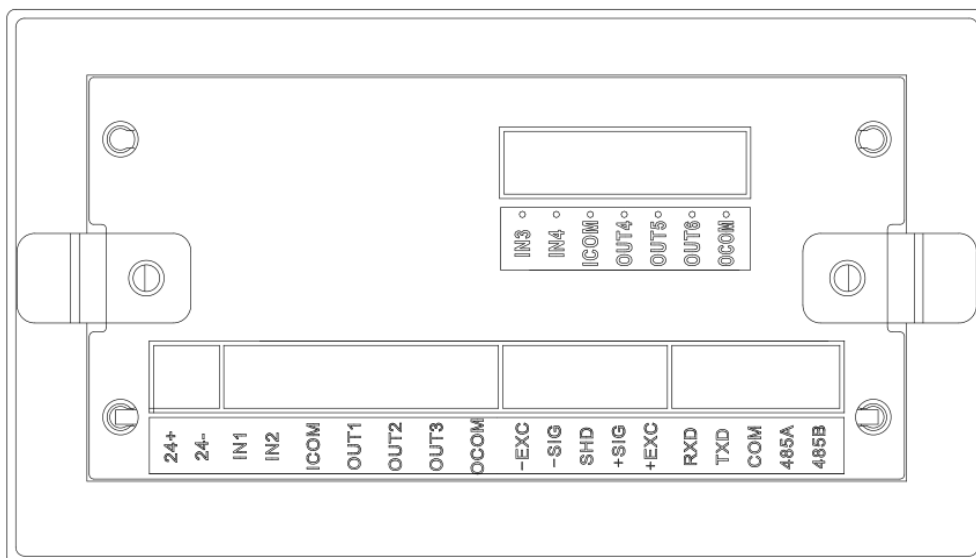 IN3 IN4 ICOM OUT4 OUT5 OUT6 OCOM
24+ 24- IN1 IN2 ICOM OUT1 OUT2 OUT3 OCOM -EXC -SIG SHD +SIG +EXC RXD TXD COM 485A 485B